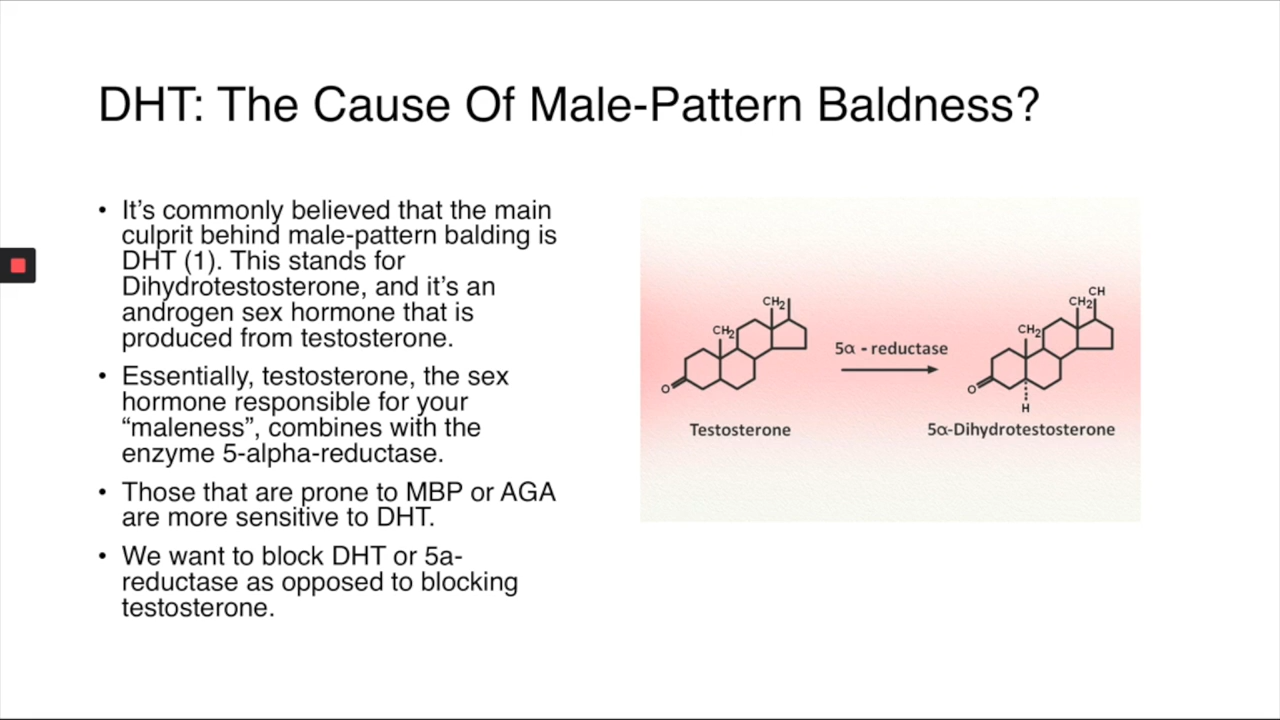 DHT: The Cause Of Male-Pattern Baldness?
• It’s commonly believed that the main
culprit behind male-pattern balding is
DHT (1). This stands for
Dihydrotestosterone, and it’s an
androgen sex hormone that is
produced from testosterone.
• Essentially, testosterone, the sex
hormone responsible for your
“maleness”, combines with the
enzyme 5-alpha-reductase.
• Those that are prone to MBP or AGA
are more sensitive to DHT.
• We want to block DHT or 5a-
reductase as opposed to blocking
testosterone.
CH₂
CH₂
O
Testosterone
5α - reductase
CH
CH₂
CH₂
O
H
5α-Dihydrotestosterone